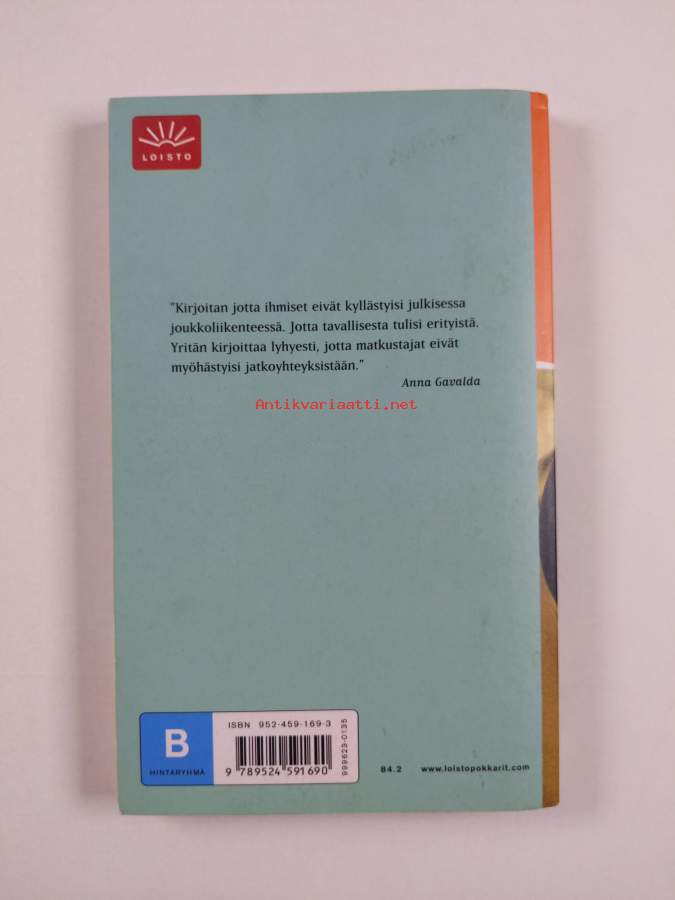 LOISTO
"Kirjoitan jotta ihmiset eivät kyllästyisi julkisessa
joukkoliikenteessä. Jotta tavallisesta tulisi erityistä.
Yritän kirjoittaa lyhyesti, jotta matkustajat eivät
myöhästyisi jatkoyhteyksistään."
Anna Gavalda
Antikvariaatti.net
B
HINTARYHMÄ
ISBN 952-459-169-3
9 789524 591690
999623-0135
84.2 www.loistopokkarit.com